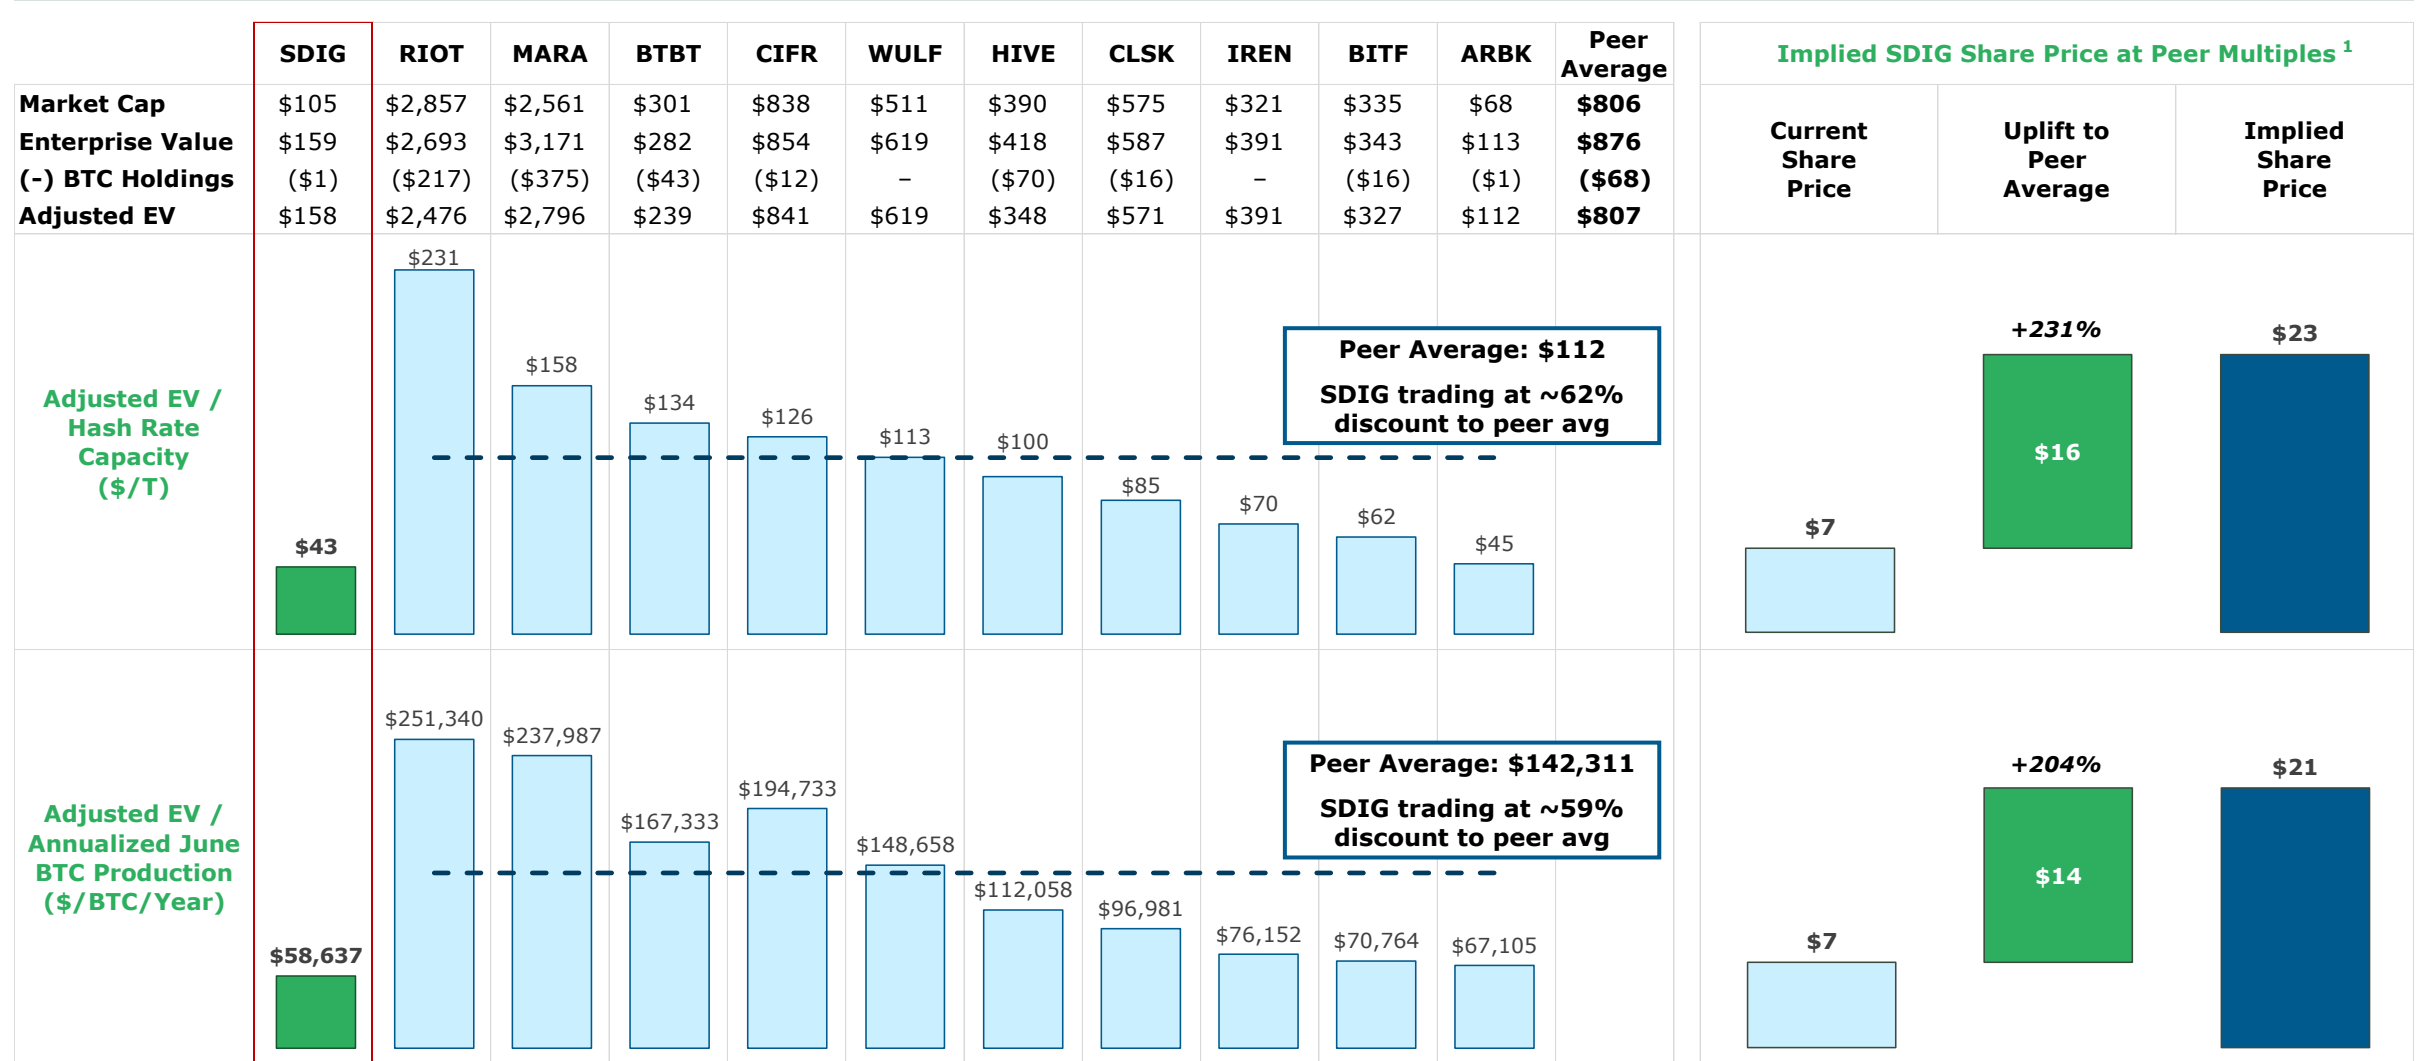 SDIG RIOT MARA BTBT CIFR WULF HIVE CLSK IREN BITF ARBK Peer Average
Market Cap $105 $2,857 $2,561 $301 $838 $511 $390 $575 $321 $335 $68 $806
Enterprise Value $159 $2,693 $3,171 $282 $854 $619 $418 $587 $391 $343 $113 $876
(-) BTC Holdings ($1) ($217) ($375) ($43) ($12) – ($70) ($16) – ($16) ($1) ($68)
Adjusted EV $158 $2,476 $2,796 $239 $841 $619 $348 $571 $391 $327 $112 $807
Implied SDIG Share Price at Peer Multiples 1
Current
Share
Price
Uplift to
Peer
Average
Implied
Share
Price
Adjusted EV /
Hash Rate
Capacity
($/T)
$43 $231 $158 $134 $126 $113 $100 $85 $70 $62 $45
Peer Average: $112
SDIG trading at ~62%
discount to peer avg
$7
+231%
$16
$23
Adjusted EV /
Annualized June
BTC Production
($/BTC/Year)
$58,637 $251,340 $237,987 $167,333 $194,733 $148,658 $112,058 $96,981 $76,152 $70,764 $67,105
Peer Average: $142,311
SDIG trading at ~59%
discount to peer avg
$7
+204%
$14
$21